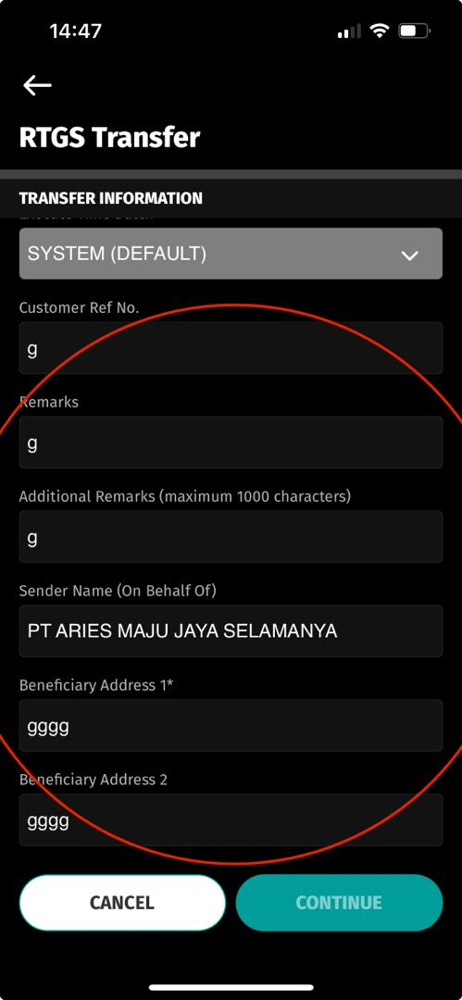 14:47
RTGS Transfer
TRANSFER INFORMATION
SYSTEM (DEFAULT)
Customer Ref No.
g
Remarks
g
Additional Remarks (maximum 1000 characters)
g
Sender Name (On Behalf Of)
PT ARIES MAJU JAYA SELAMANYA
Beneficiary Address 1*
gggg
Beneficiary Address 2
gggg
CANCEL
CONTINUE